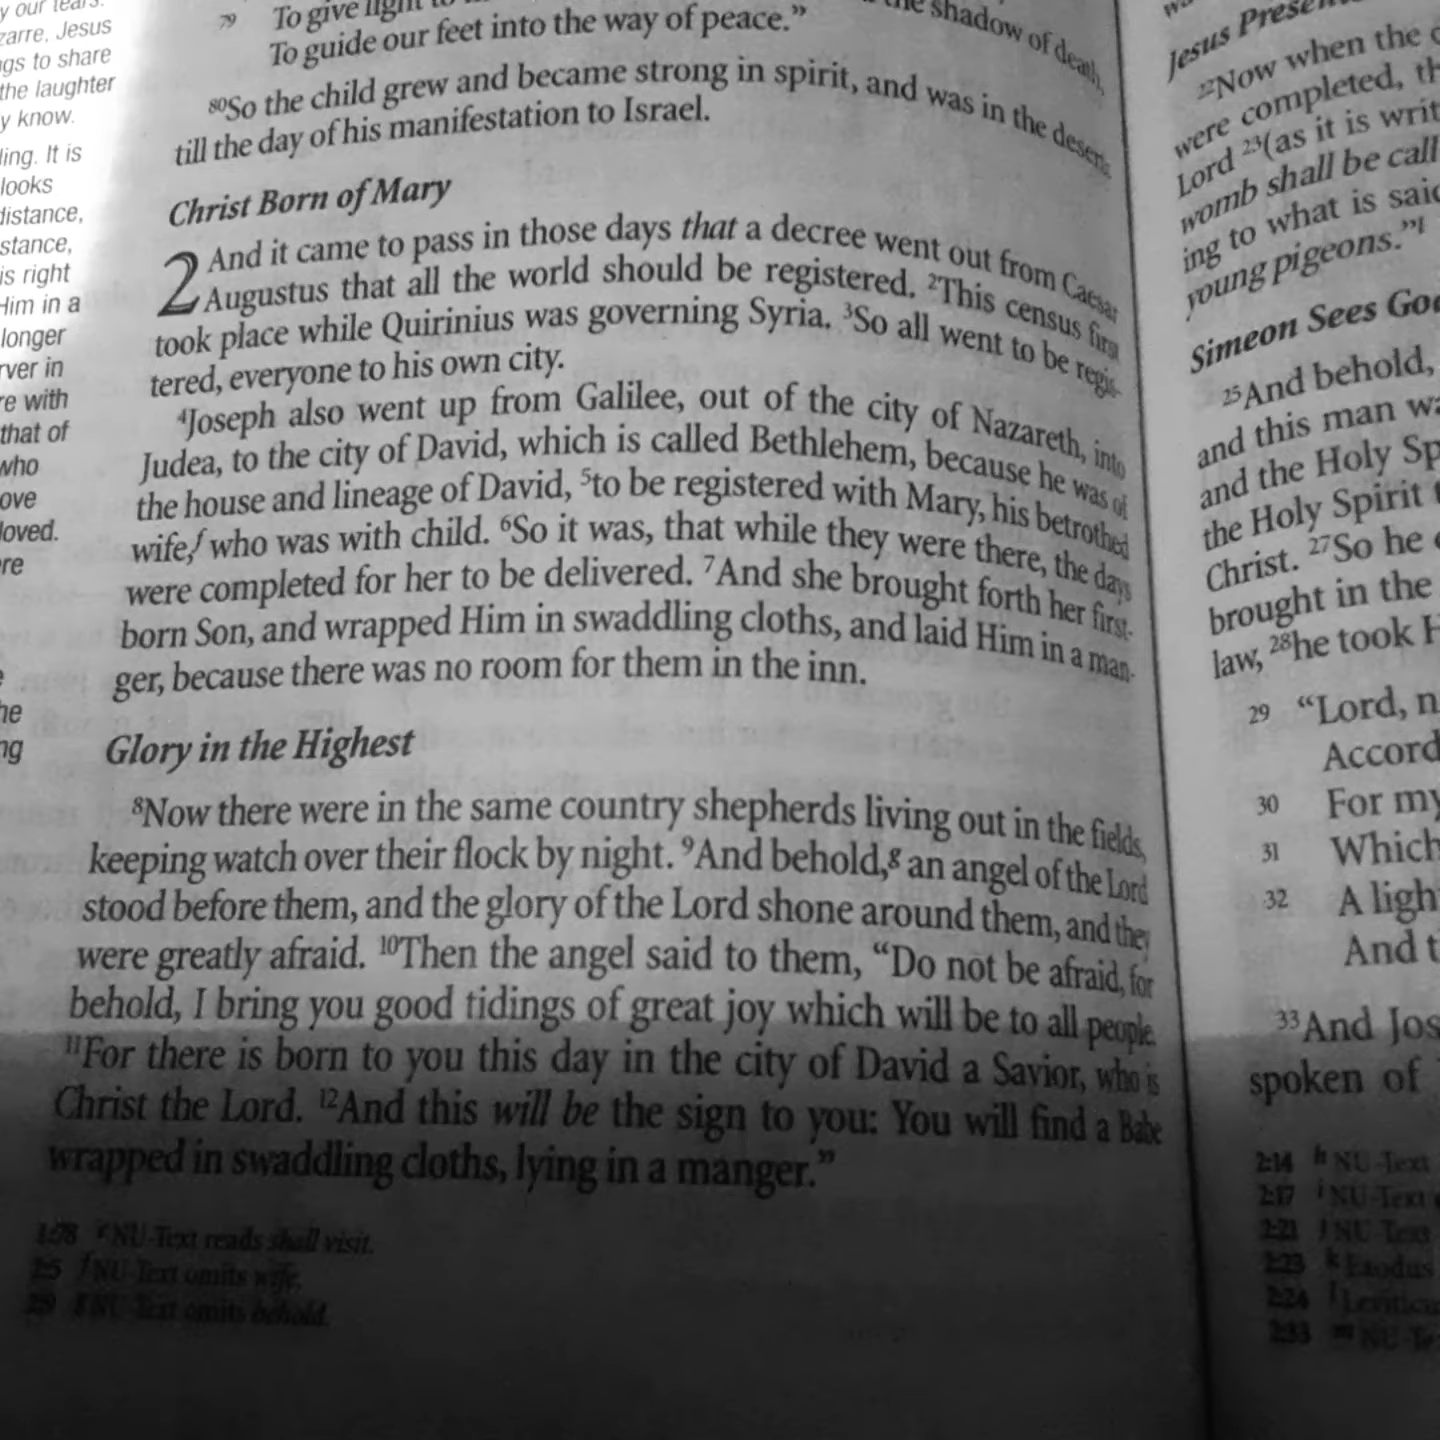 y our tears.
zarre, Jesus
ngs to share
the laughter
y know.
ling. It is
looks
distance,
stance,
is right
Him in a
longer
rver in
re with
that of
who
ove
loved.
re
he
ng
79 To give light the shadow of death,
To guide our feet into the way of peace.”
80So the child grew and became strong in spirit, and was in the deserts
till the day of his manifestation to Israel.
Christ Born of Mary
2 And it came to pass in those days that a decree went out from Caesar
Augustus that all the world should be registered. 2This census first
took place while Quirinius was governing Syria. 3So all went to be regis-
tered, everyone to his own city.
4Joseph also went up from Galilee, out of the city of Nazareth, into
Judea, to the city of David, which is called Bethlehem, because he was of
the house and lineage of David, 5to be registered with Mary, his betrothed
wife,f who was with child. 6So it was, that while they were there, the days
were completed for her to be delivered. 7And she brought forth her first-
born Son, and wrapped Him in swaddling cloths, and laid Him in a man-
ger, because there was no room for them in the inn.
Glory in the Highest
8Now there were in the same country shepherds living out in the fields,
keeping watch over their flock by night. 9And behold,g an angel of the Lord
stood before them, and the glory of the Lord shone around them, and they
were greatly afraid. 10Then the angel said to them, “Do not be afraid, for
behold, I bring you good tidings of great joy which will be to all people.
11For there is born to you this day in the city of David a Savior, who is
Christ the Lord. 12And this will be the sign to you: You will find a Babe
wrapped in swaddling cloths, lying in a manger.”
1:78 e NU-Text reads shall visit.
2:5 f NU-Text omits wife.
2:9 g NU-Text omits behold.
Jesus Presen
22Now when the
were completed, th
Lord 23(as it is writ
womb shall be call
ing to what is said
young pigeons.”l
Simeon Sees God
25And behold,
and this man wa
and the Holy Sp
the Holy Spirit t
Christ. 27So he
brought in the
law, 28he took H
29 “Lord, n
Accord
30 For my
31 Which
32 A ligh
And t
33And Jos
spoken of
2:14 h NU-Text
2:17 i NU-Text
2:21 j NU-Text
2:23 k Exodus
2:24 l Leviticu
2:33 m NU-Te